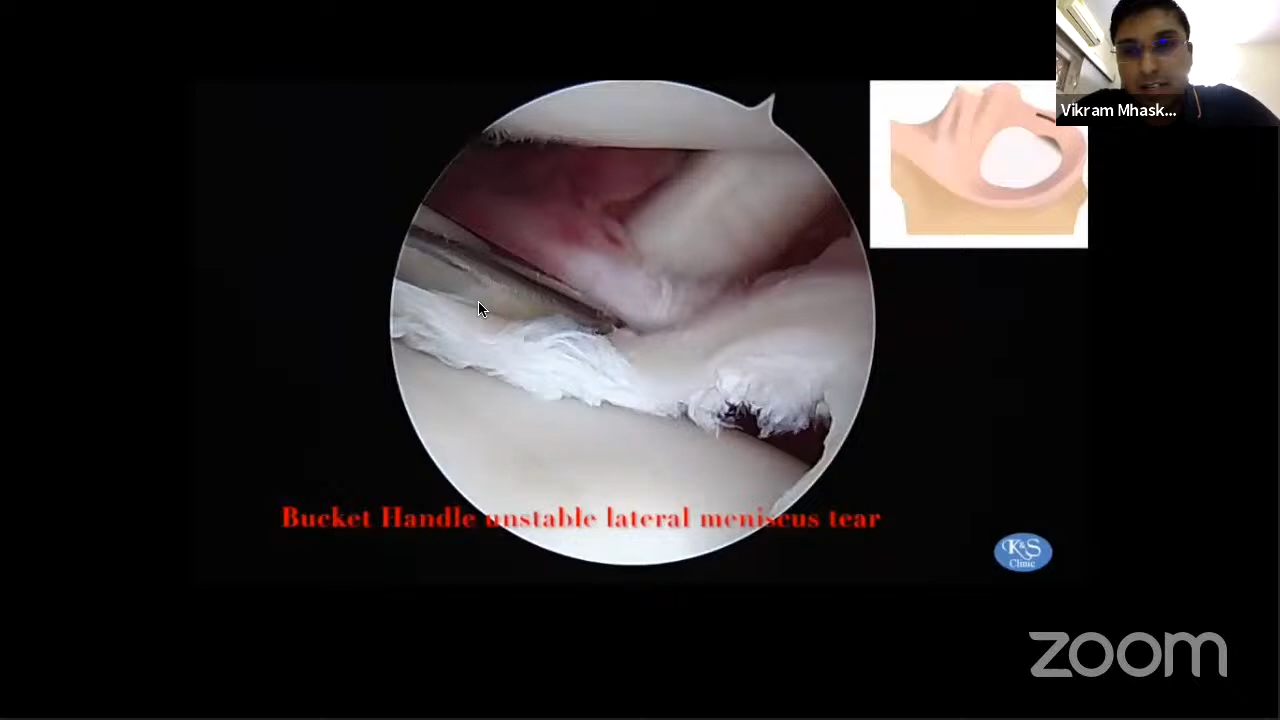 Vikram Mhask...
Bucket Handle unstable lateral meniscus tear
K&S
Clinic
zoom